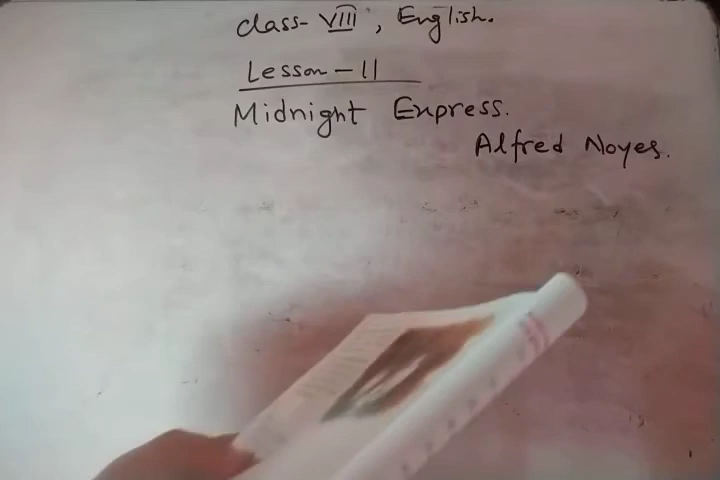 class- VIII, English.
Lesson - 11
Midnight Express.
Alfred Noyes.